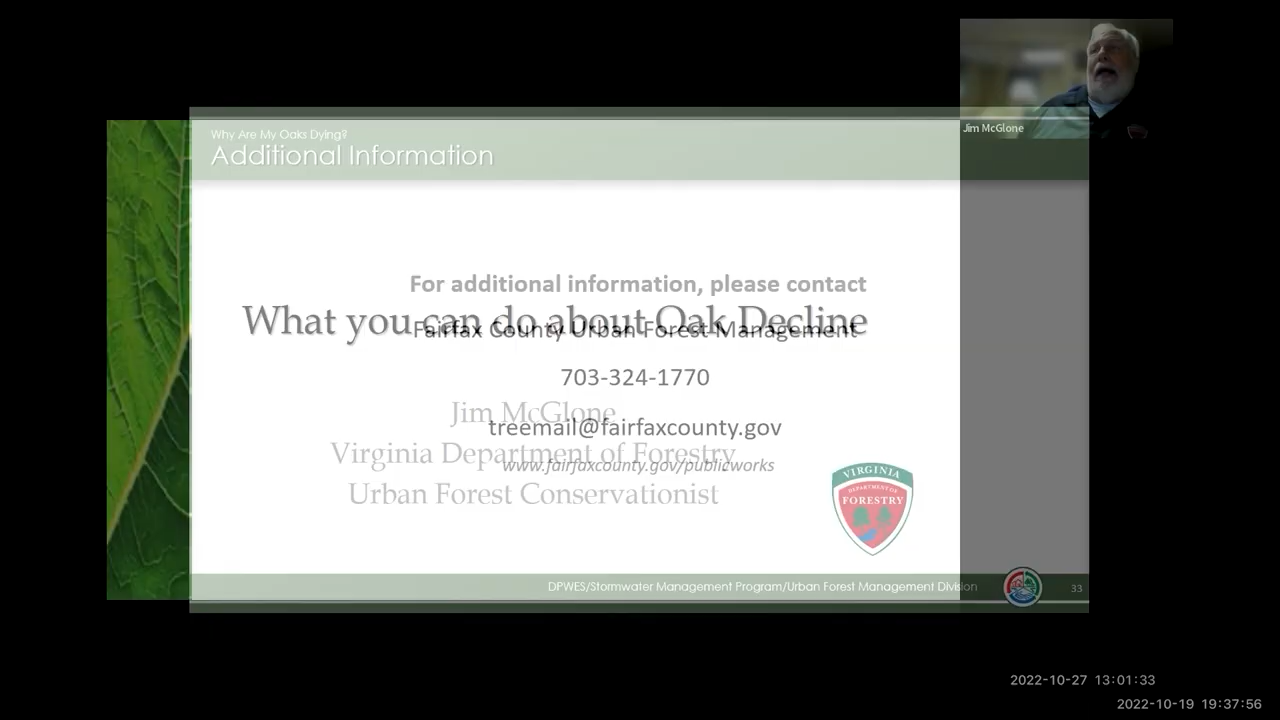 Jim McGlone
Why Are My Oaks Dying?
Additional Information
For additional information, please contact
What you can do about Oak Decline
Fairfax County Urban Forest Management
703-324-1770
Jim McGlone
treemail@fairfaxcounty.gov
Virginia Department of Forestry
www.fairfaxcounty.gov/publicworks
Urban Forest Conservationist
VIRGINIA
DEPARTMENT OF
FORESTRY
DPWES/Stormwater Management Program/Urban Forest Management Division
33
2022-10-27 13:01:33
2022-10-19 19:37:56